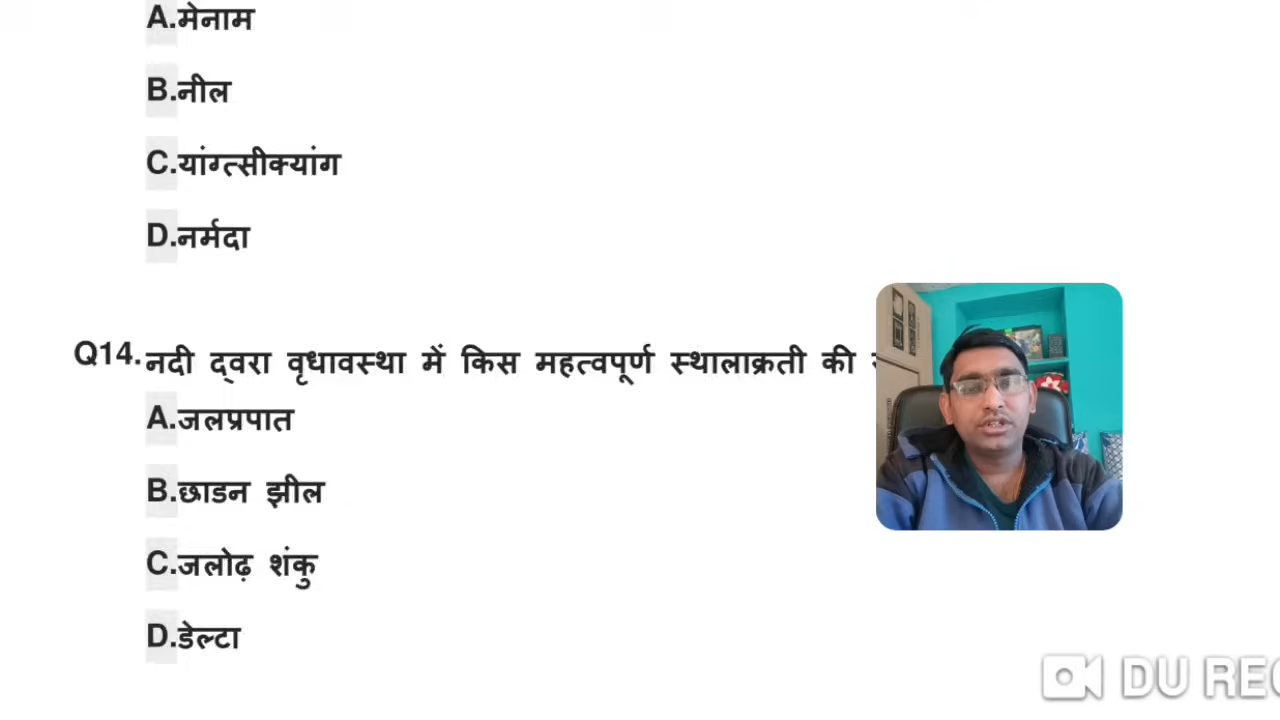 A.मेनाम
B.नील
C.यांग्त्सीक्यांग
D.नर्मदा
Q14. नदी द्वरा वृधावस्था में किस महत्वपूर्ण स्थालाक्रती की
A.जलप्रपात
B.छाडन झील
C.जलोढ़ शंकु
D.डेल्टा
DU REC